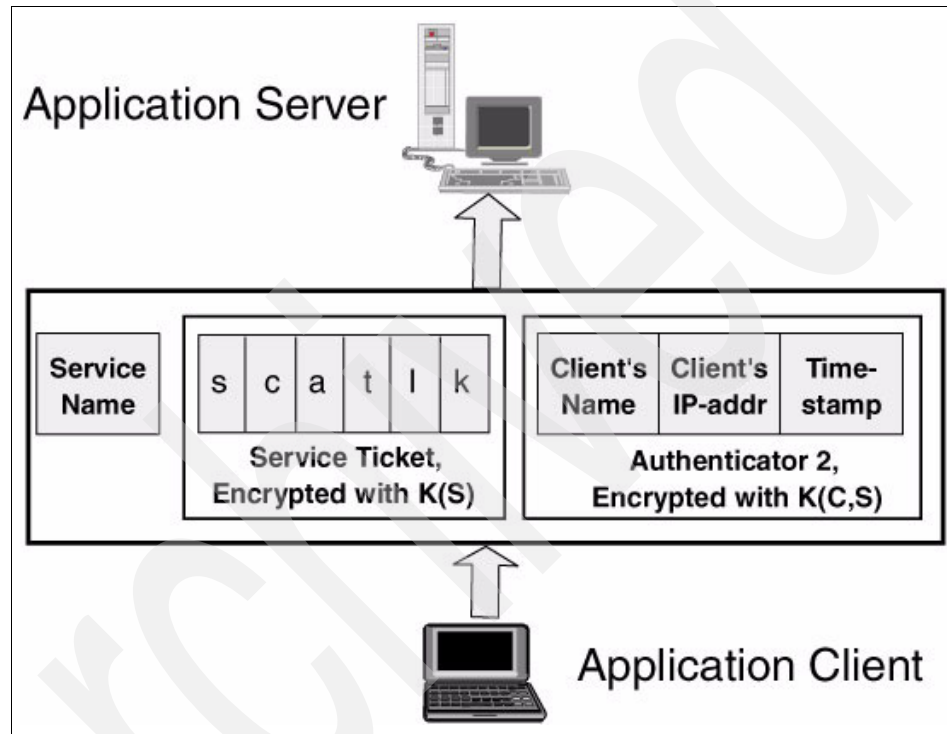 Application Server
Service
Name
s c a t l k
Service Ticket,
Encrypted with K(S)
Client's
Name
Client's
IP-addr
Time-
stamp
Authenticator 2,
Encrypted with K(C,S)
Application Client